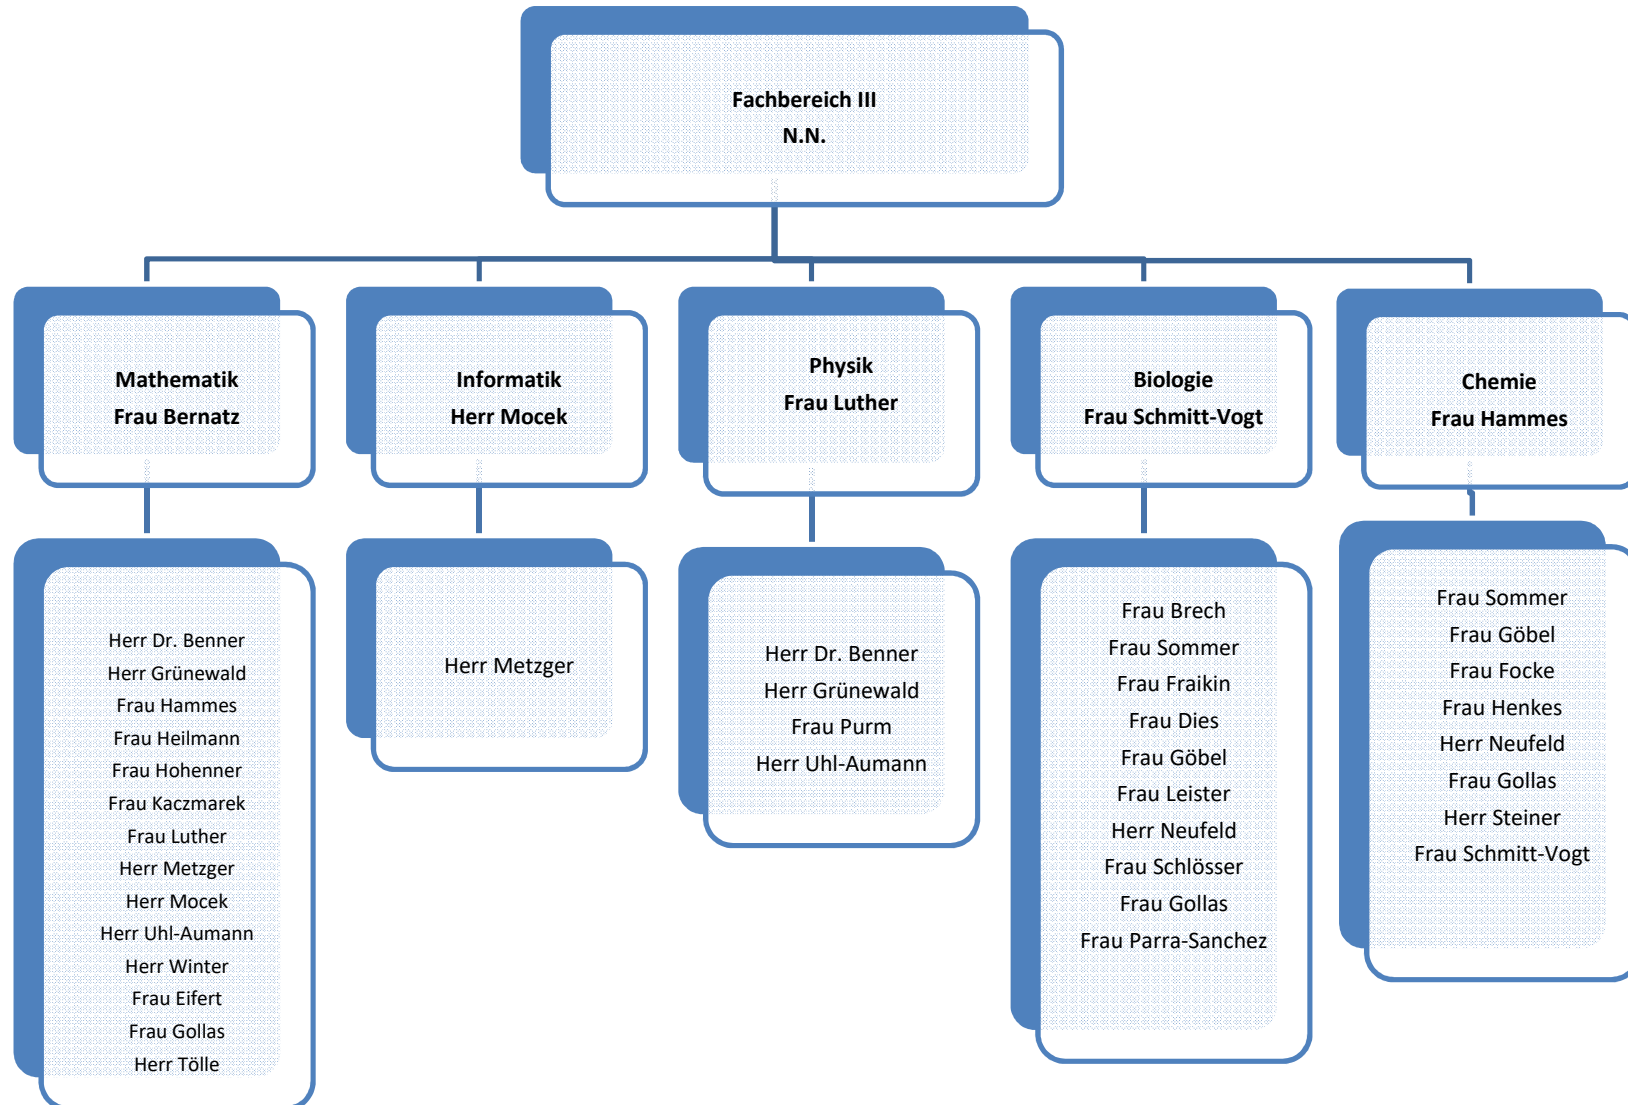 Fachbereich III
N.N.
Mathematik
Frau Bernatz
Informatik
Herr Mocek
Physik
Frau Luther
Biologie
Frau Schmitt-Vogt
Chemie
Frau Hammes
Herr Dr. Benner
Herr Grünewald
Frau Hammes
Frau Heilmann
Frau Hohenner
Frau Kaczmarek
Frau Luther
Herr Metzger
Herr Mocek
Herr Uhl-Aumann
Herr Winter
Frau Eifert
Frau Gollas
Herr Tölle
Herr Metzger
Herr Dr. Benner
Herr Grünewald
Frau Purm
Herr Uhl-Aumann
Frau Brech
Frau Sommer
Frau Fraikin
Frau Dies
Frau Göbel
Frau Leister
Herr Neufeld
Frau Schlösser
Frau Gollas
Frau Parra-Sanchez
Frau Sommer
Frau Göbel
Frau Focke
Frau Henkes
Herr Neufeld
Frau Gollas
Herr Steiner
Frau Schmitt-Vogt